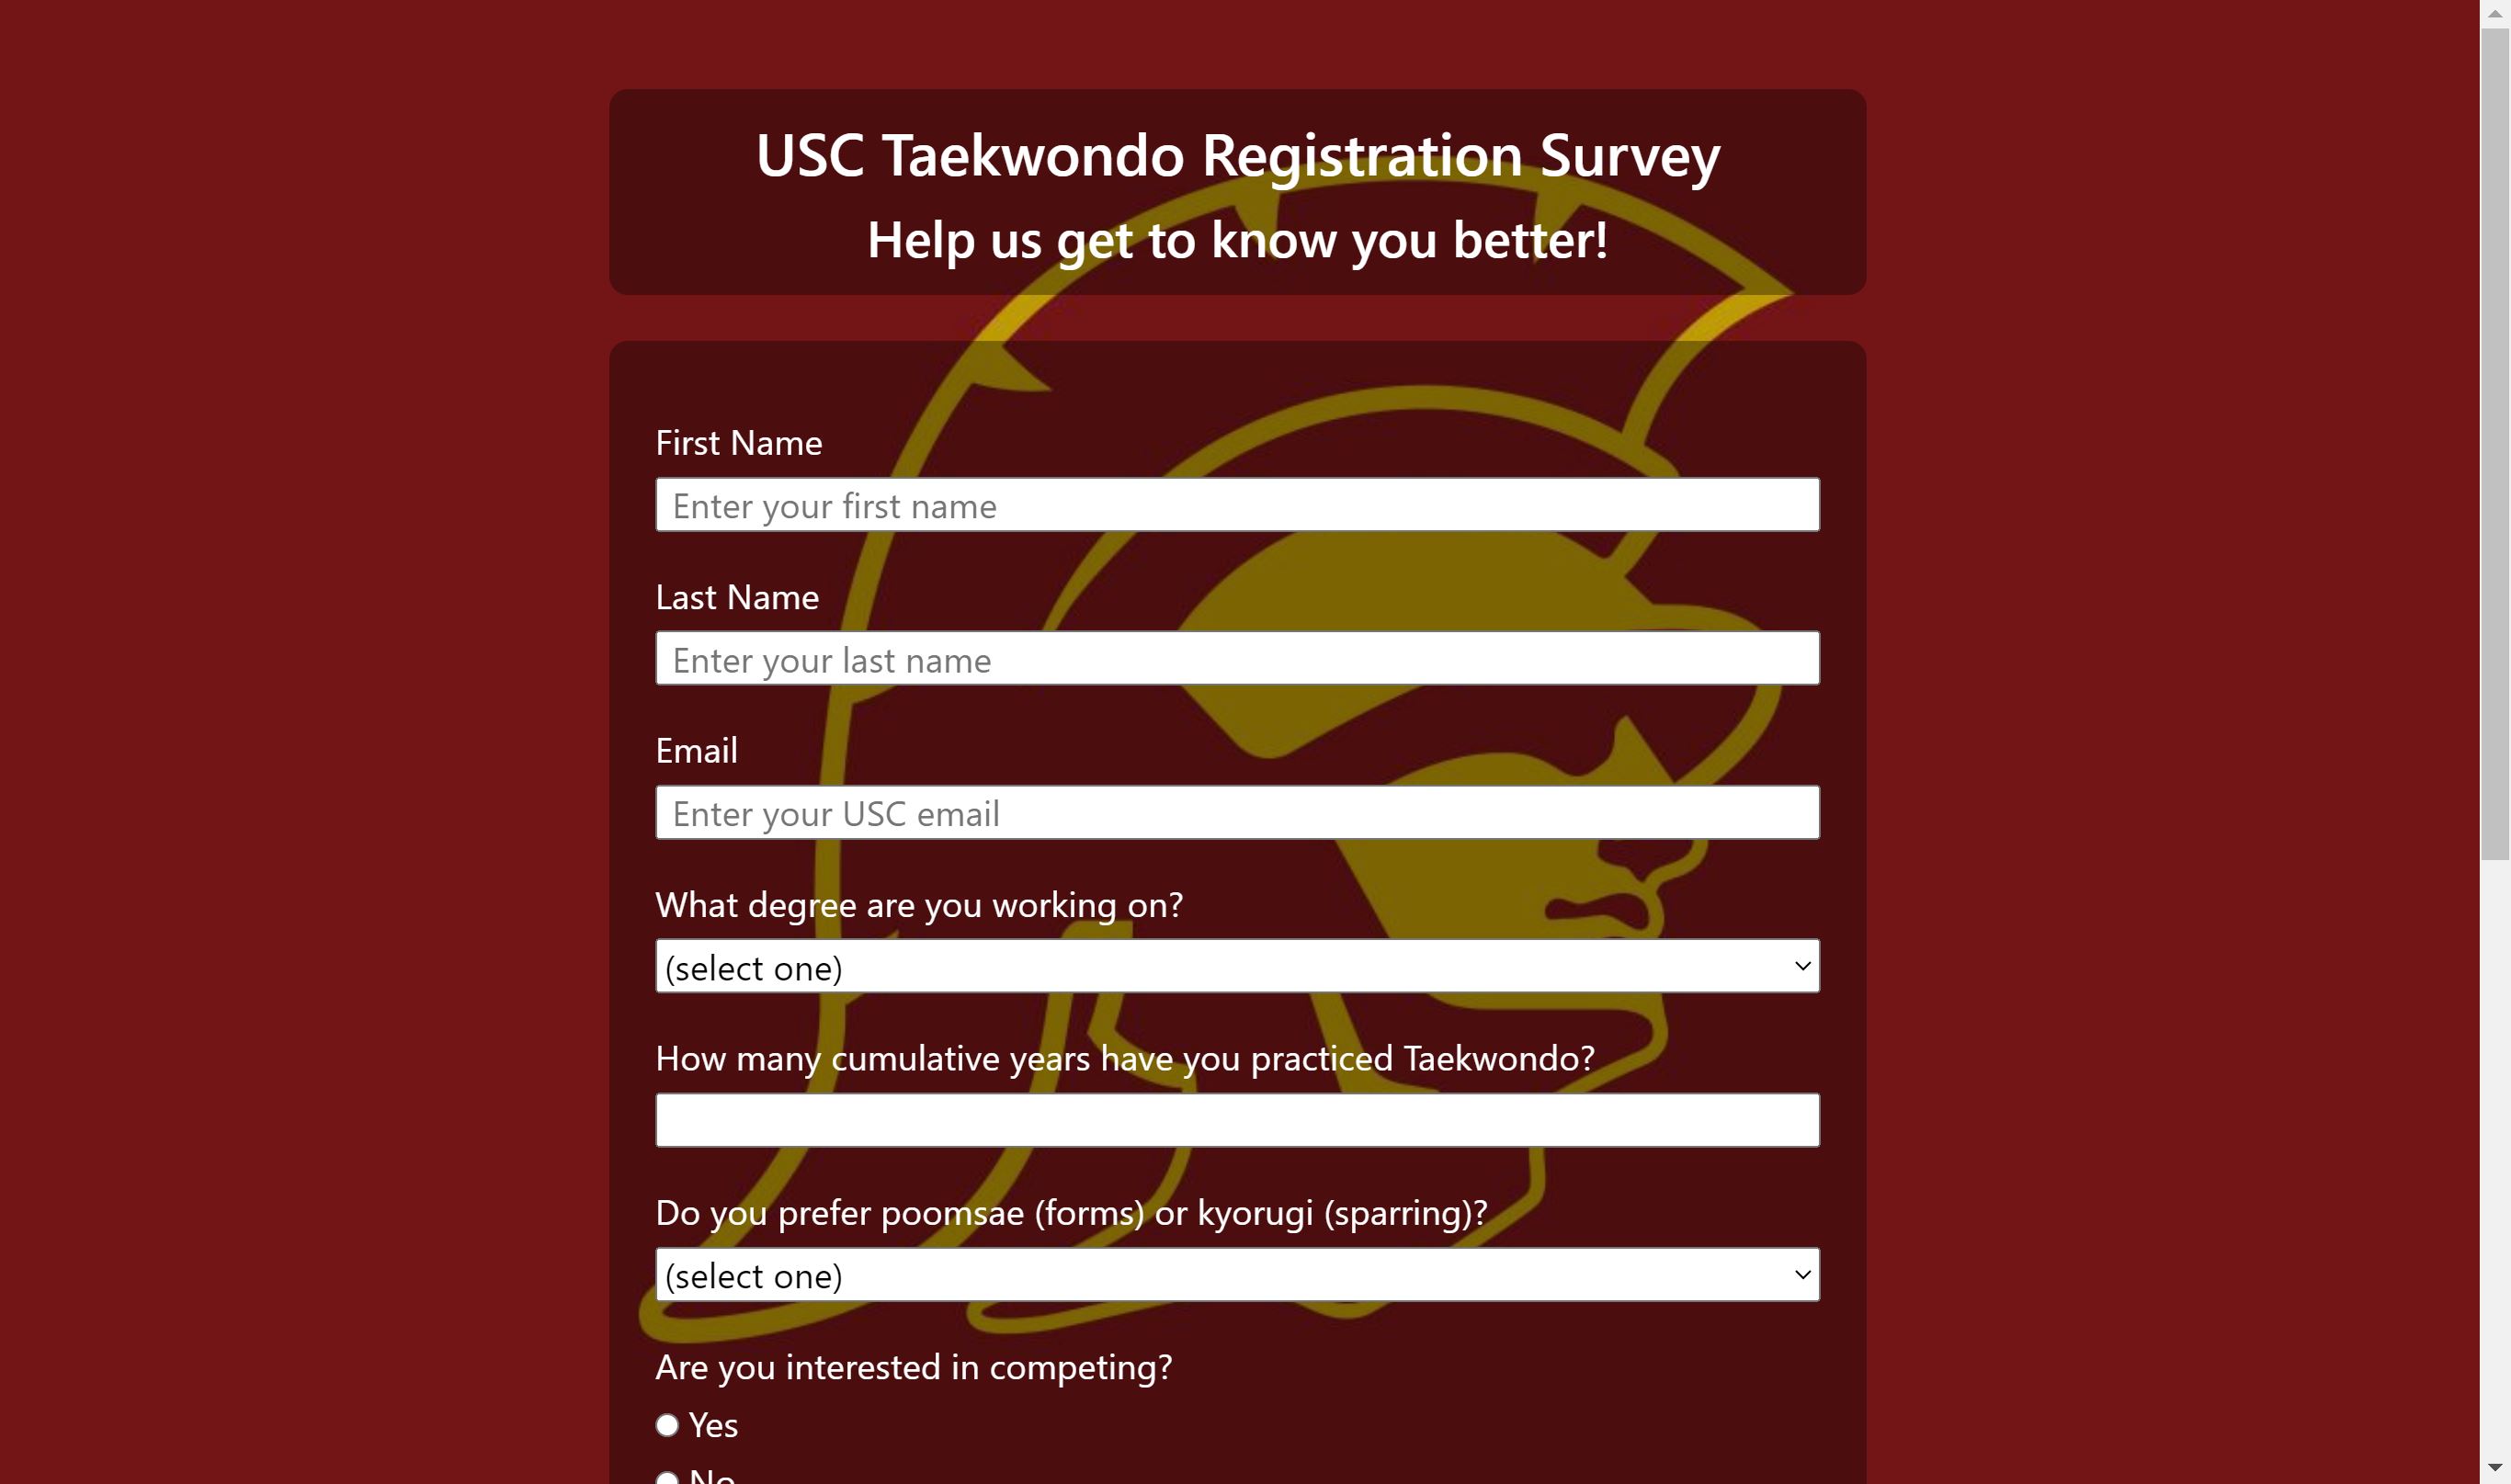 USC Taekwondo Registration Survey
Help us get to know you better!
First Name
Enter your first name
Last Name
Enter your last name
Email
Enter your USC email
What degree are you working on?
(select one)
How many cumulative years have you practiced Taekwondo?
Do you prefer poomsae (forms) or kyorugi (sparring)?
(select one)
Are you interested in competing?
Yes
No